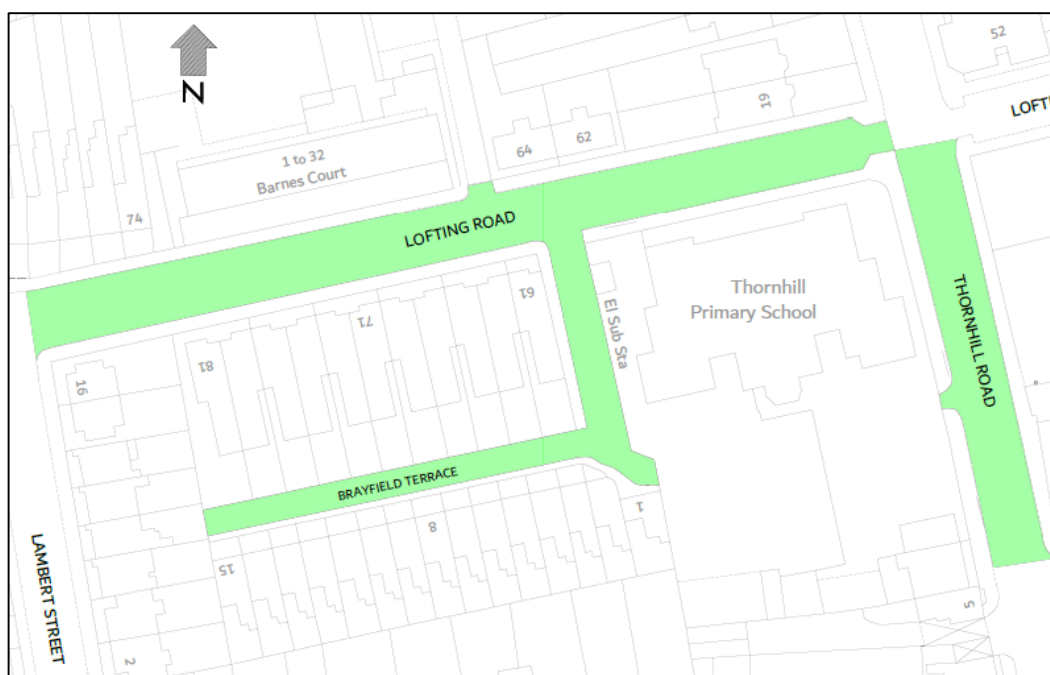 52
N
LOFTI
19
62
64
1 to 32
Barnes Court
74
LOFTING ROAD
Thornhill
Primary School
THORNHILL ROAD
El Sub Sta
61
71
81
16
BRAYFIELD TERRACE
1
8
15
LAMBERT STREET
2
5